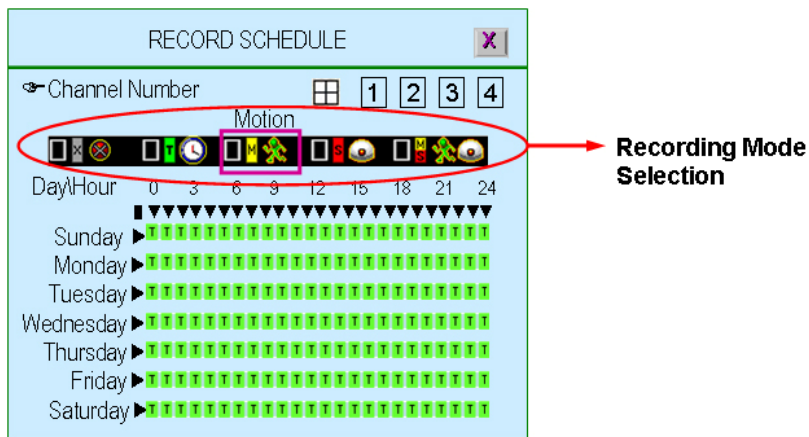 RECORD SCHEDULE X
Channel Number 1 2 3 4
Motion
X T M S M S
Recording Mode Selection
Day\Hour 0 3 6 9 12 15 18 21 24
Sunday T T T T T T T T T T T T T T T T T T T T T T T T
Monday T T T T T T T T T T T T T T T T T T T T T T T T
Tuesday T T T T T T T T T T T T T T T T T T T T T T T T
Wednesday T T T T T T T T T T T T T T T T T T T T T T T T
Thursday T T T T T T T T T T T T T T T T T T T T T T T T
Friday T T T T T T T T T T T T T T T T T T T T T T T T
Saturday T T T T T T T T T T T T T T T T T T T T T T T T